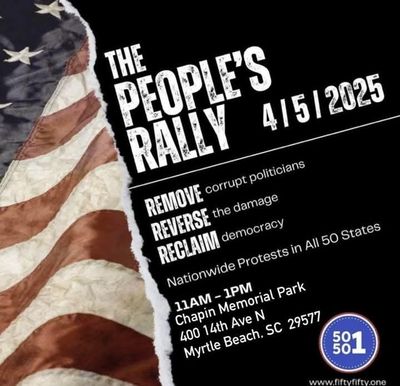 THE
PEOPLE'S
RALLY
4/5/2025
REMOVE corrupt politicians
REVERSE the damage
RECLAIM democracy
Nationwide Protests in All 50 States
11AM – 1PM
Chapin Memorial Park
400 14th Ave N
Myrtle Beach, SC 29577
50
50
1
www.fiftyfifty.one